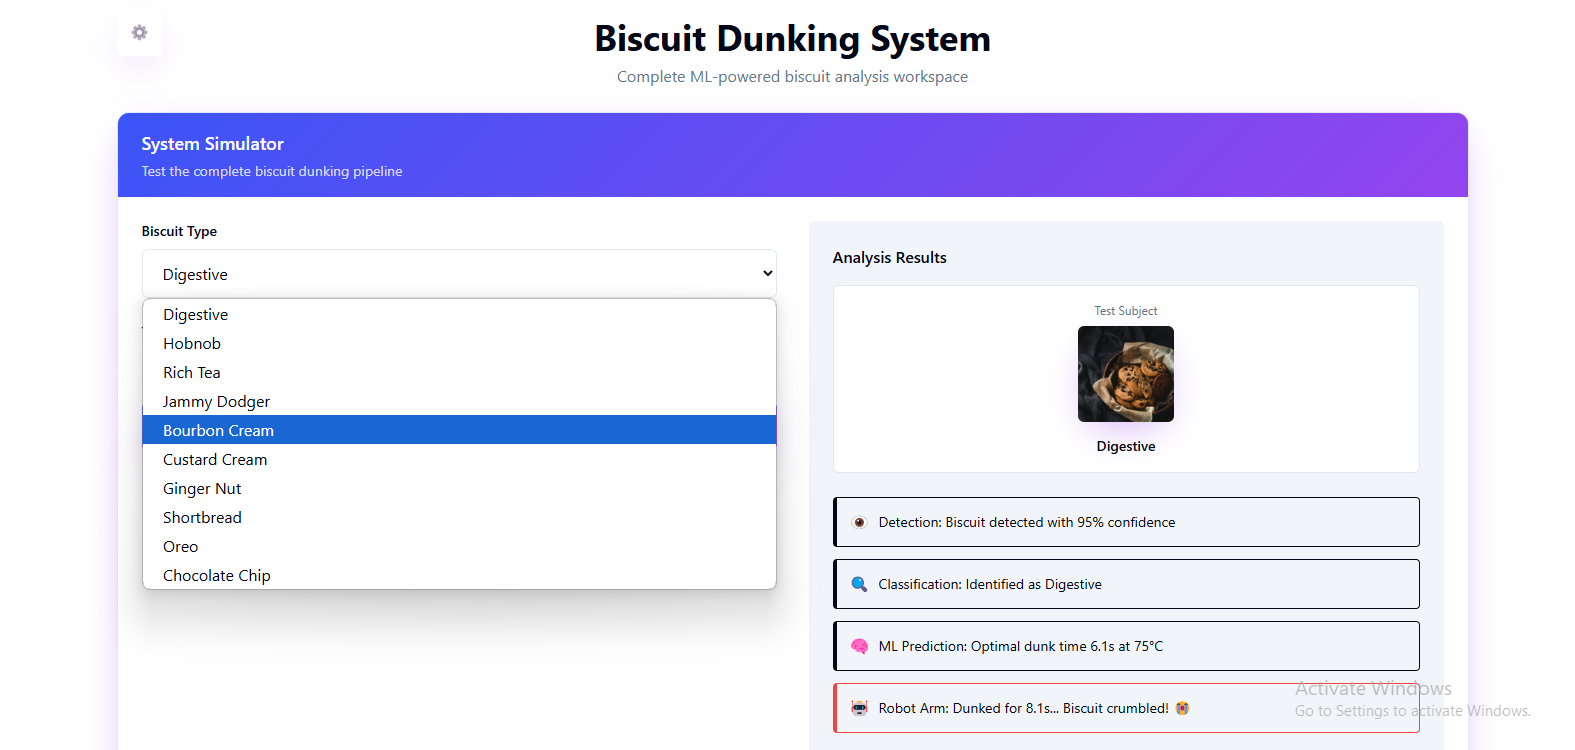 Biscuit Dunking System
Complete ML-powered biscuit analysis workspace
System Simulator
Test the complete biscuit dunking pipeline
Biscuit Type
Digestive
Digestive
Hobnob
Rich Tea
Jammy Dodger
Bourbon Cream
Custard Cream
Ginger Nut
Shortbread
Oreo
Chocolate Chip
Analysis Results
Test Subject
Digestive
Detection: Biscuit detected with 95% confidence
Classification: Identified as Digestive
ML Prediction: Optimal dunk time 6.1s at 75°C
Robot Arm: Dunked for 8.1s... Biscuit crumbled! 😭
Activate Windows
Go to Settings to activate Windows.